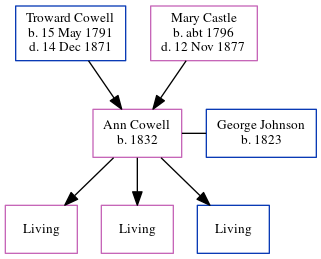 Troward Cowell
b. 15 May 1791
d. 14 Dec 1871
Mary Castle
b. abt 1796
d. 12 Nov 1877
Ann Cowell
b. 1832
George Johnson
b. 1823
Living
Living
Living